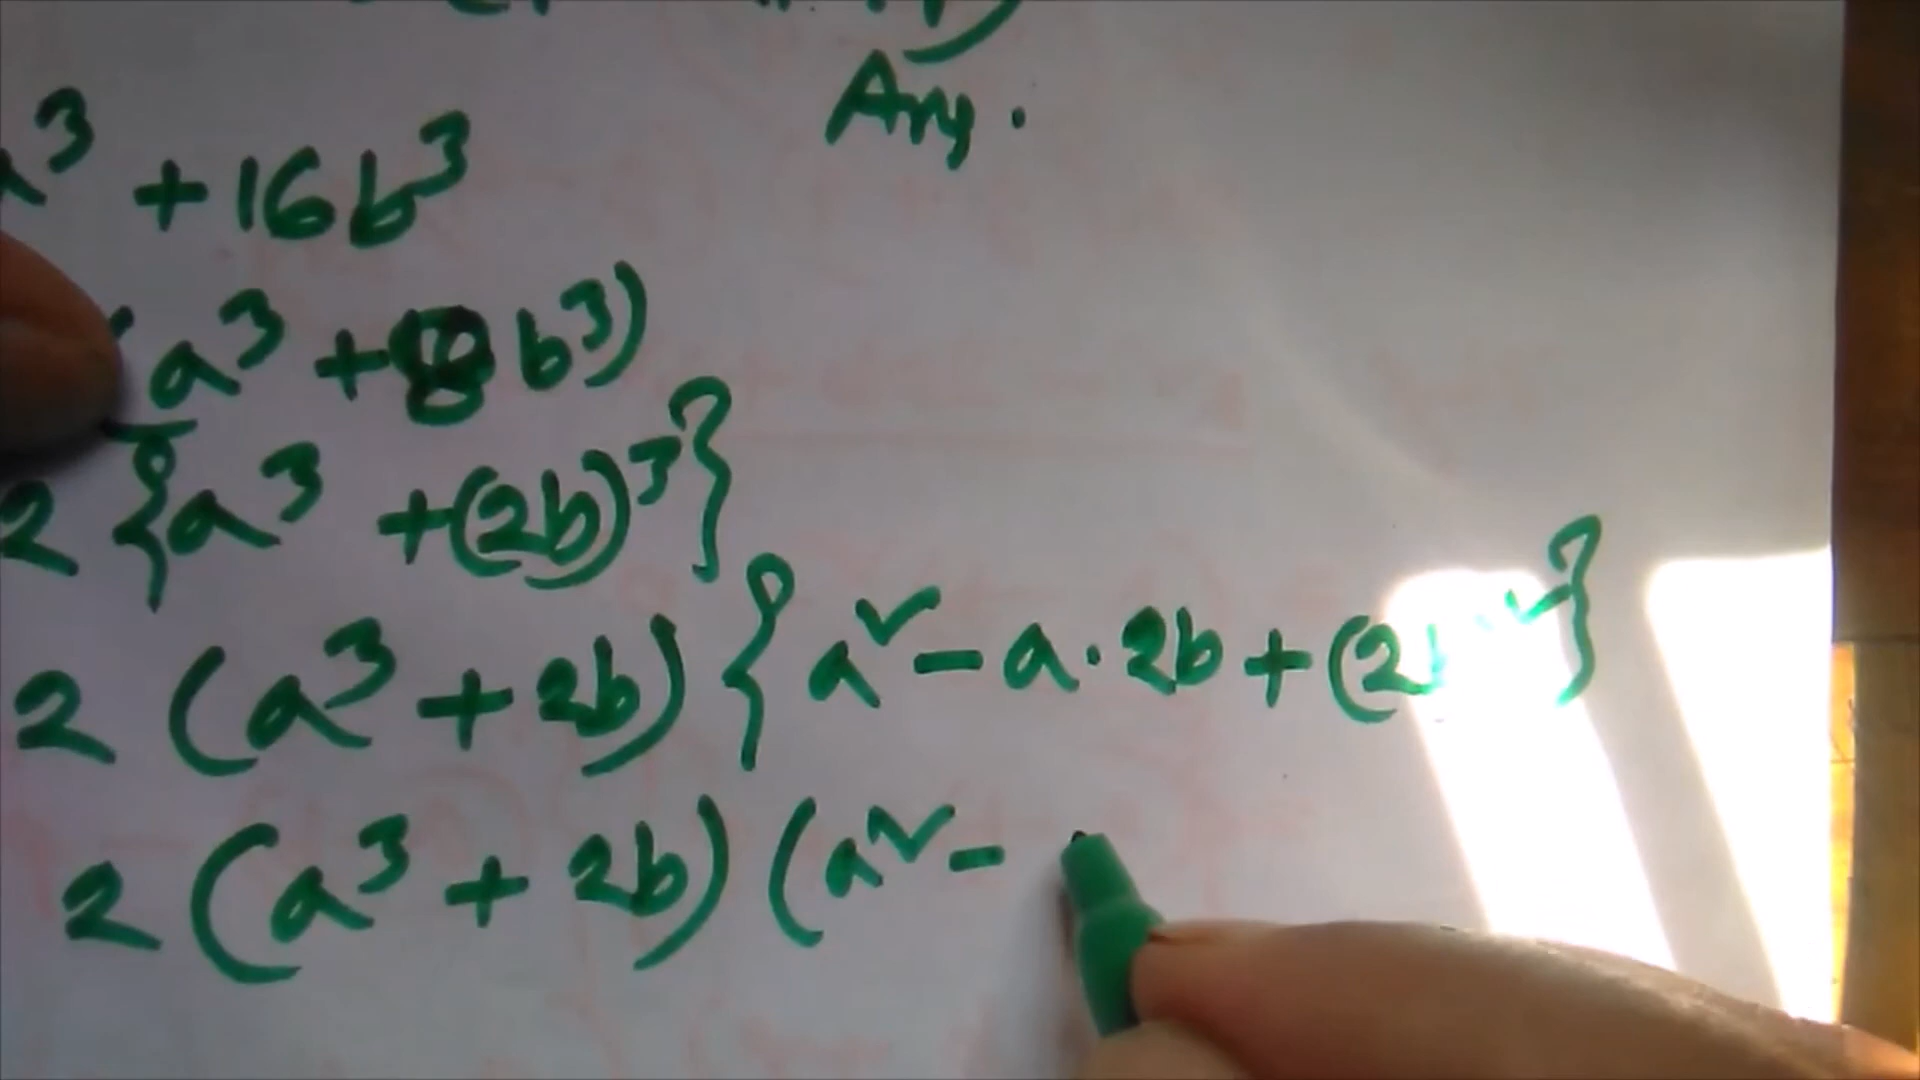 Ans.
a³ + 16b³
(a³ + 8b³)
2 {a³ + (2b)³}
2 (a³ + 2b) {a² - a·2b + (2b)²}
2 (a³ + 2b) (a² -